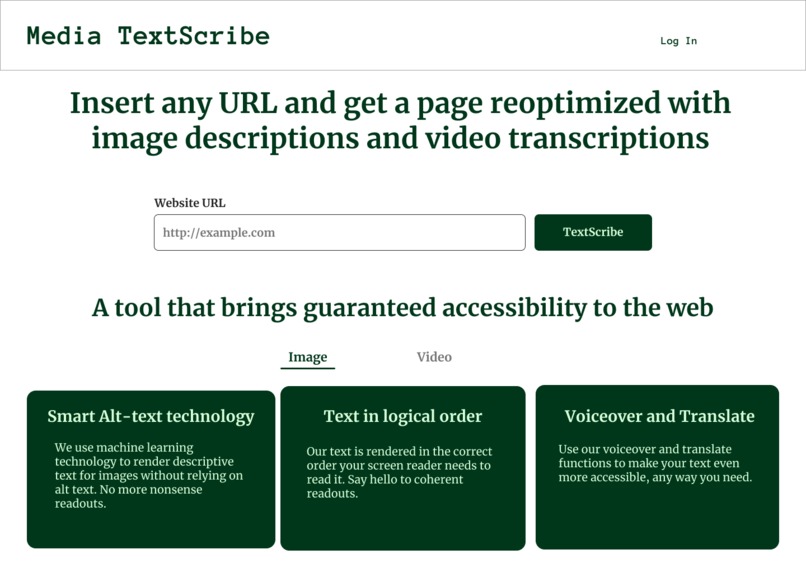 Media TextScribe
Log In
Insert any URL and get a page reoptimized with
image descriptions and video transcriptions
Website URL
http://example.com
TextScribe
A tool that brings guaranteed accessibility to the web
Image
Video
Smart Alt-text technology
We use machine learning
technology to render descriptive
text for images without relying on
alt text. No more nonsense
readouts.
Text in logical order
Our text is rendered in the correct
order your screen reader needs to
read it. Say hello to coherent
readouts.
Voiceover and Translate
Use our voiceover and translate
functions to make your text even
more accessible, any way you need.